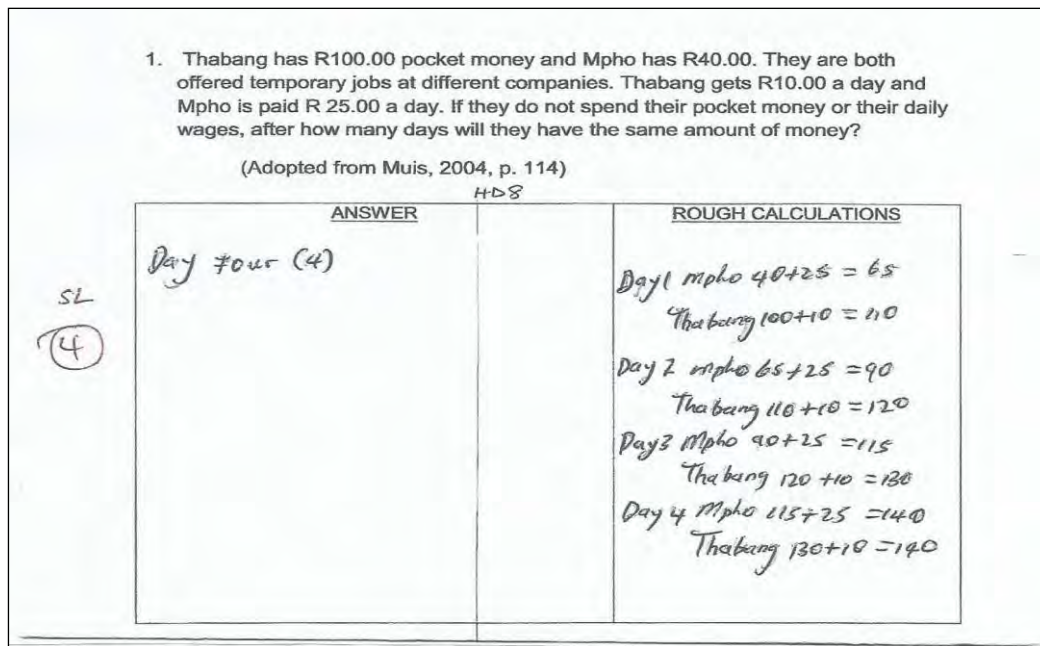 1. Thabang has R100.00 pocket money and Mpho has R40.00. They are both
offered temporary jobs at different companies. Thabang gets R10.00 a day and
Mpho is paid R 25.00 a day. If they do not spend their pocket money or their daily
wages, after how many days will they have the same amount of money?
(Adopted from Muis, 2004, p. 114)
HD8
ANSWER
Day Four (4)
SL
4
ROUGH CALCULATIONS
Day 1 Mpho 40+25 = 65
Thabang 100+10 = 110
Day 2 mpho 65+25 = 90
Thabang 110+10 = 120
Day 3 Mpho 90+25 = 115
Thabang 120+10 = 130
Day 4 Mpho 115+25 = 140
Thabang 130+10 = 140